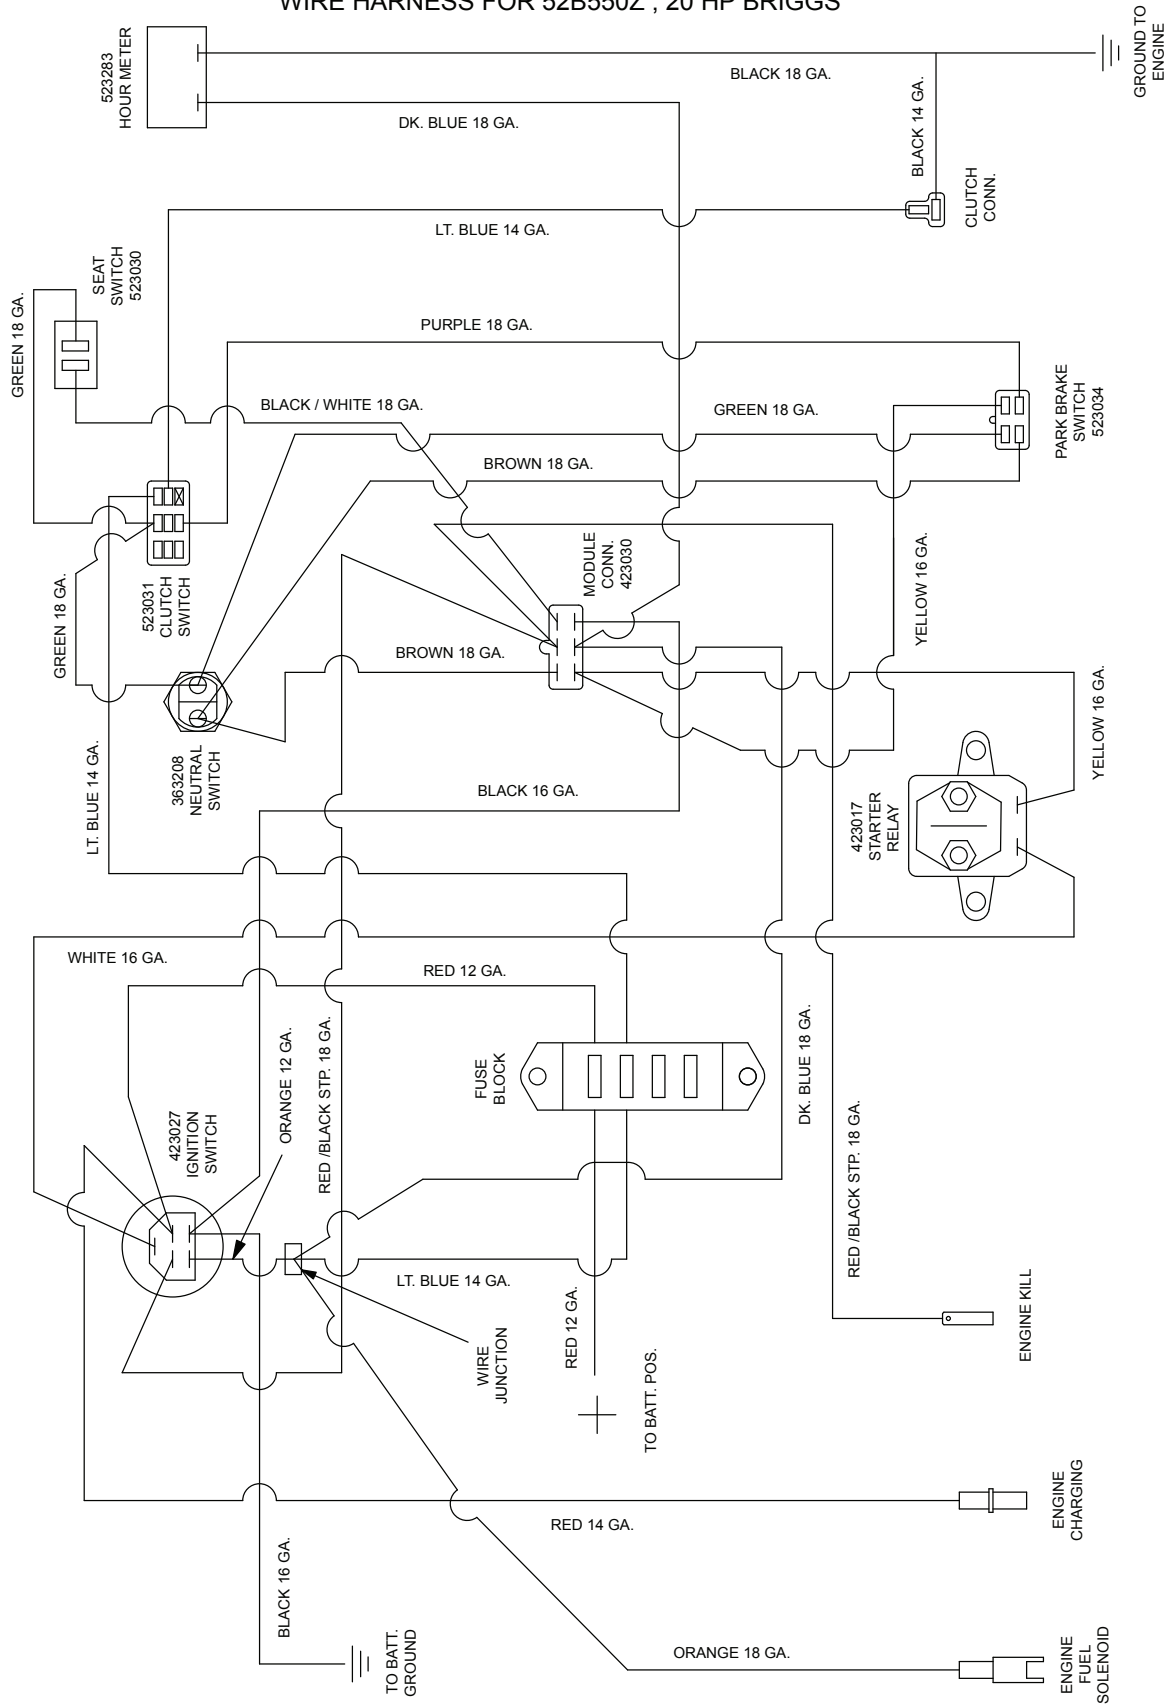 WIRE HARNESS FOR 52B550Z , 20 HP BRIGGS
523283
HOUR METER
GROUND TO
ENGINE
BLACK 18 GA.
DK. BLUE 18 GA.
BLACK 14 GA.
CLUTCH
CONN.
LT. BLUE 14 GA.
SEAT
SWITCH
523030
GREEN 18 GA.
PURPLE 18 GA.
BLACK / WHITE 18 GA.
GREEN 18 GA.
PARK BRAKE
SWITCH
523034
BROWN 18 GA.
523031
CLUTCH
SWITCH
MODULE
CONN.
423030
YELLOW 16 GA.
GREEN 18 GA.
BROWN 18 GA.
363208
NEUTRAL
SWITCH
YELLOW 16 GA.
LT. BLUE 14 GA.
BLACK 16 GA.
423017
STARTER
RELAY
WHITE 16 GA.
RED 12 GA.
FUSE
BLOCK
DK. BLUE 18 GA.
ORANGE 12 GA.
RED /BLACK STP. 18 GA.
423027
IGNITION
SWITCH
RED /BLACK STP. 18 GA.
LT. BLUE 14 GA.
WIRE
JUNCTION
RED 12 GA.
TO BATT. POS.
ENGINE KILL
RED 14 GA.
ENGINE
CHARGING
BLACK 16 GA.
TO BATT.
GROUND
ORANGE 18 GA.
ENGINE
FUEL
SOLENOID